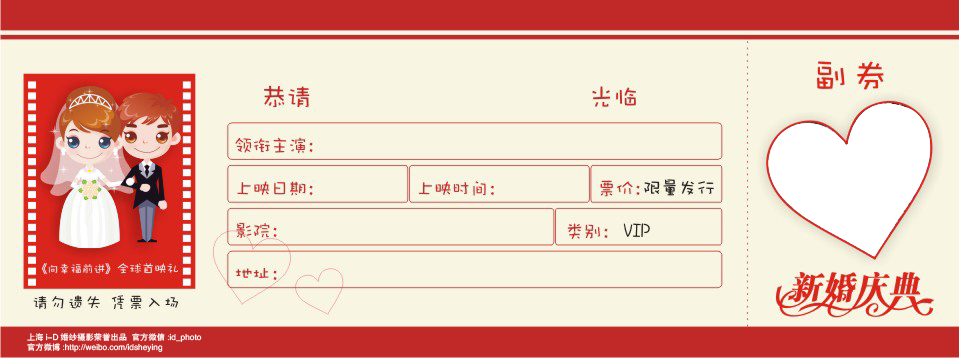 恭请 光临
领衔主演：
上映日期： 上映时间： 票价：限量发行
影院： 类别： VIP
地址：
《向幸福前进》全球首映礼
请勿遗失 凭票入场
副券
新婚庆典
上海 i-D 婚纱摄影荣誉出品 官方微信 :id_photo
官方微博 :http://weibo.com/idsheying